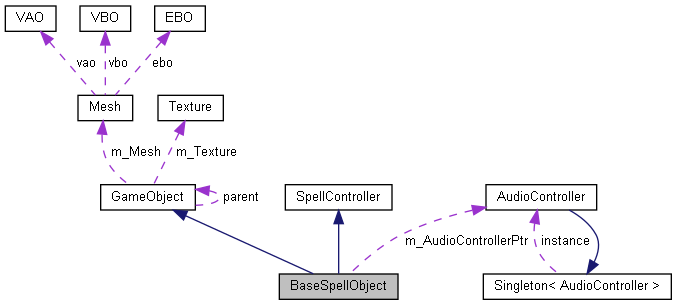 VAO
VBO
EBO
vao
vbo
ebo
Mesh
Texture
m_Mesh
m_Texture
GameObject
parent
SpellController
AudioController
m_AudioControllerPtr
instance
BaseSpellObject
Singleton< AudioController >